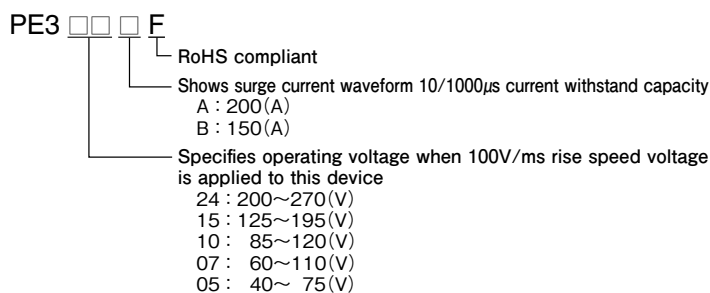 PE3 □□ □ F
RoHS compliant
Shows surge current waveform 10/1000μs current withstand capacity
A：200(A)
B：150(A)
Specifies operating voltage when 100V/ms rise speed voltage
is applied to this device
24：200～270(V)
15：125～195(V)
10： 85～120(V)
07： 60～110(V)
05： 40～ 75(V)